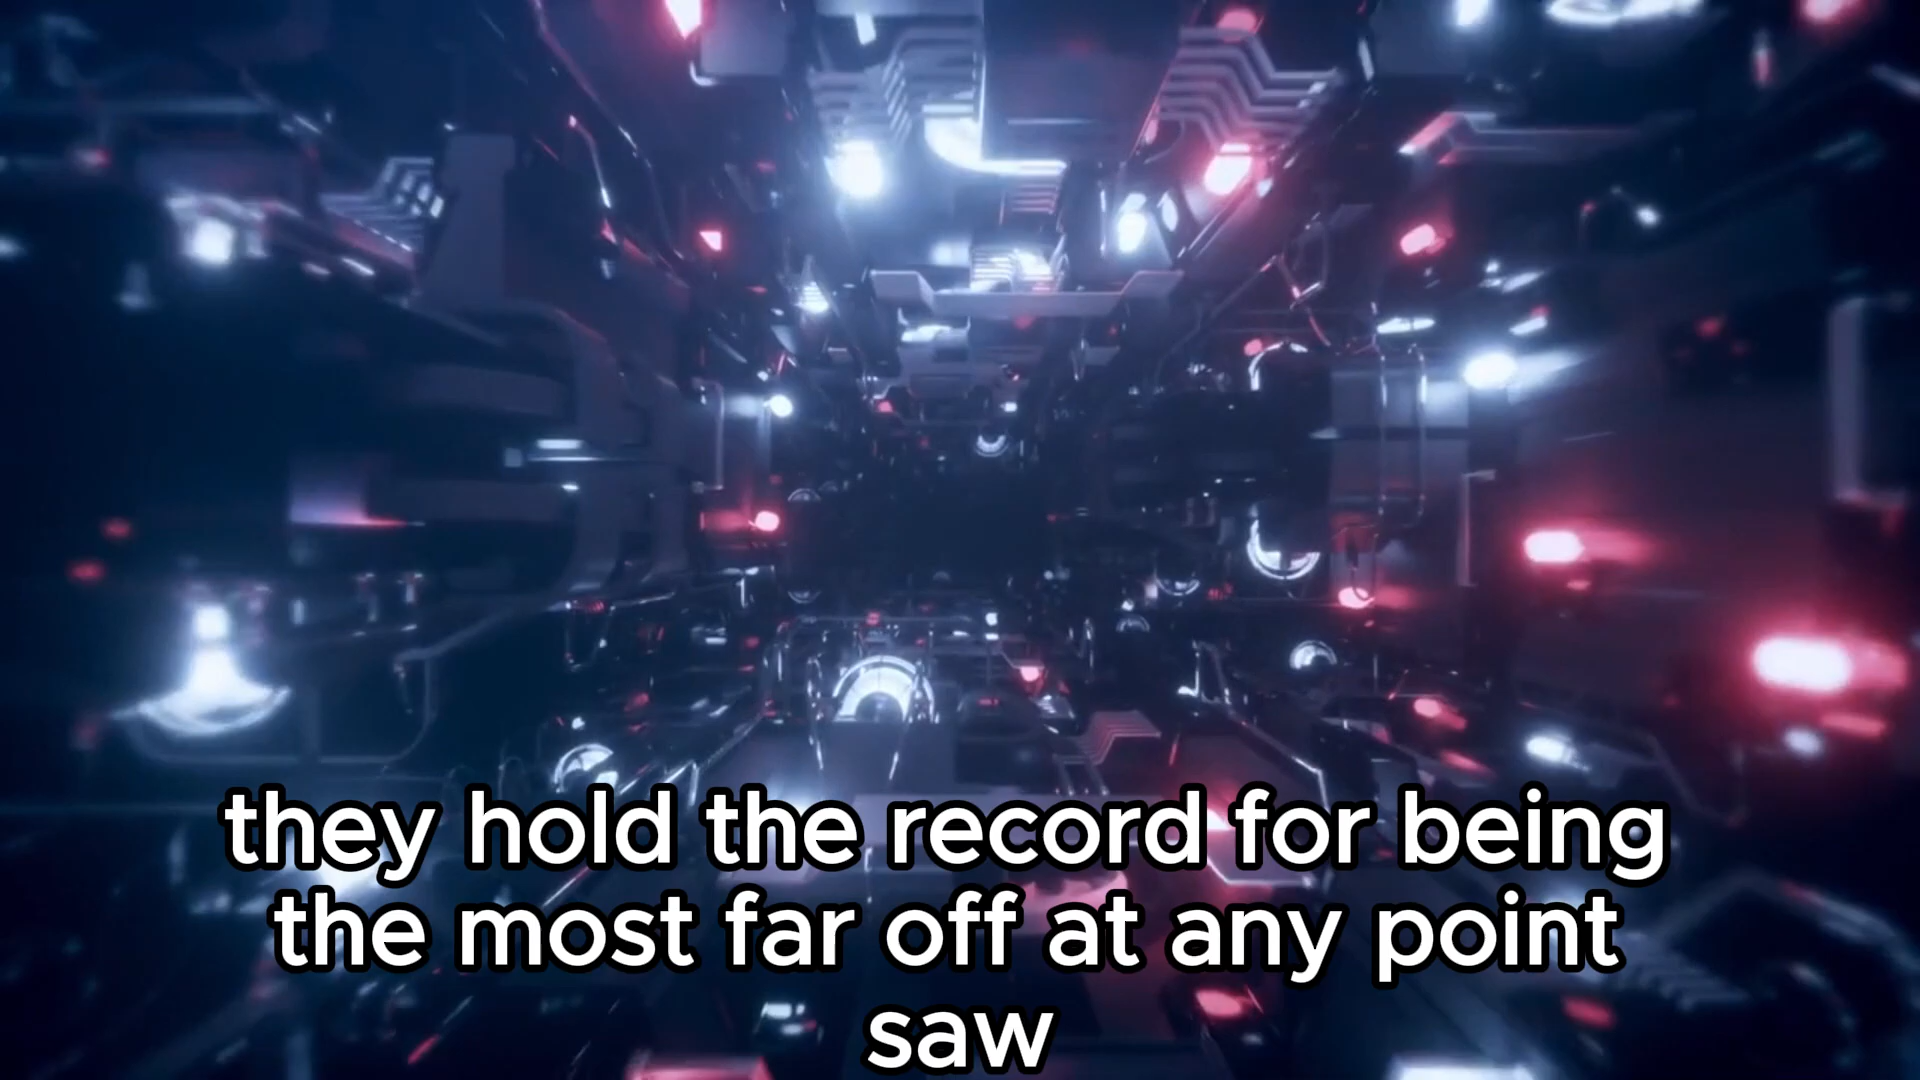 they hold the record for being
the most far off at any point
saw